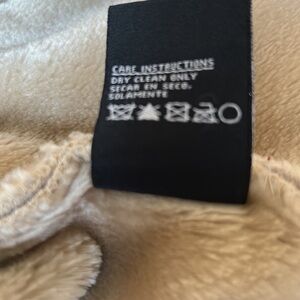 CARE INSTRUCTIONS
DRY CLEAN ONLY
SECAR EN SECO.
SOLAMENTE